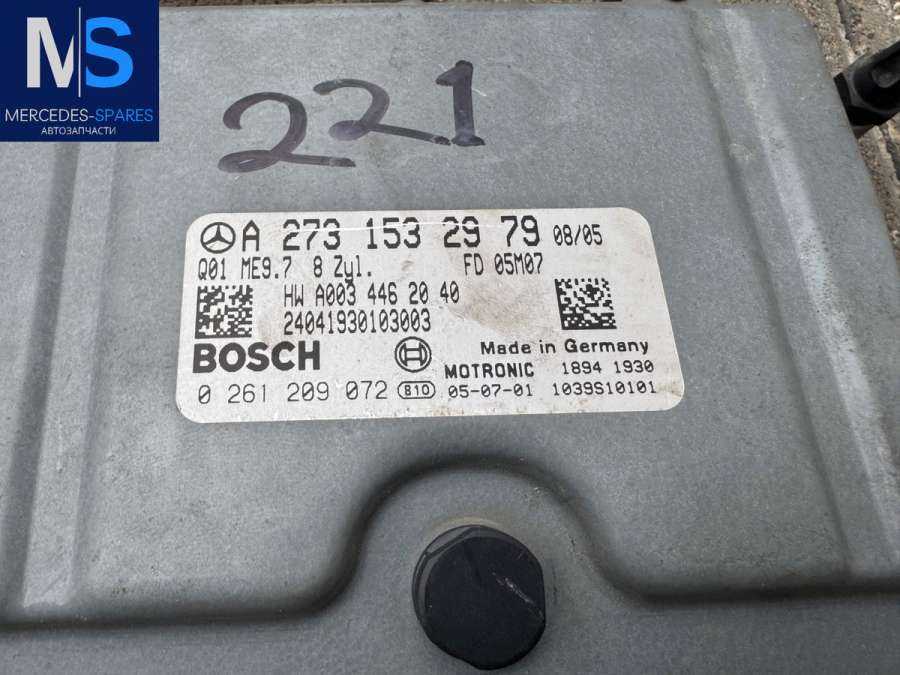 MS
MERCEDES-SPARES
АВТОЗАПЧАСТИ
221
A 273 153 29 79 08/05
Q01 ME9.7 8 Zyl. FD 05M07
HW A003 446 20 40
24041930103003
BOSCH
Made in Germany
MOTRONIC 1894 1930
0 261 209 072 810 05-07-01 1039S10101